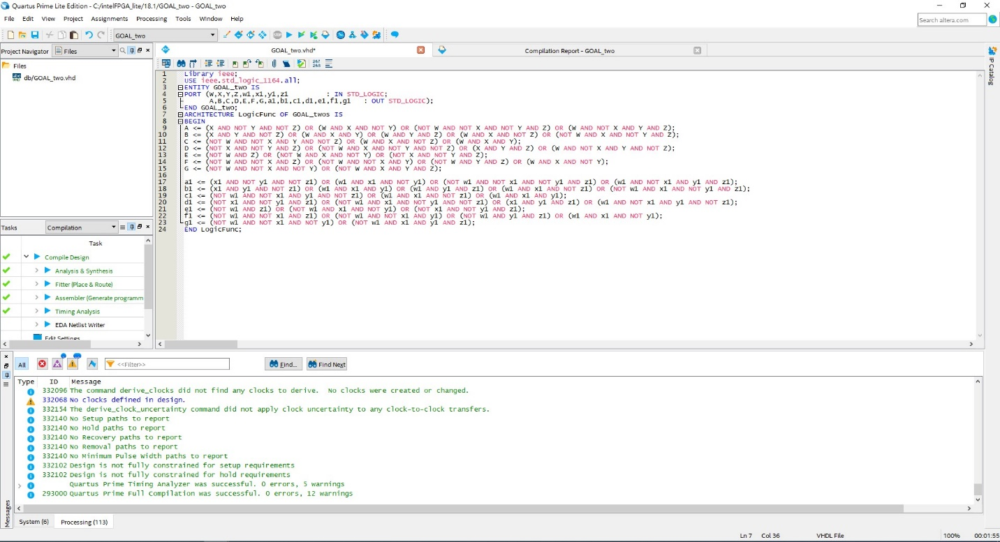 Quartus Prime Lite Edition - C:/intelFPGA_lite/18.1/GOAL_two - GOAL_two
File Edit View Project Assignments Processing Tools Window Help
Search altera.com
GOAL_two
Project Navigator Files
GOAL_two.vhd*
Compilation Report - GOAL_two
IP Catalog
Files
db/GOAL_two.vhd
267
268
1 Library ieee;
2 USE ieee.std_logic_1164.all;
3 ENTITY GOAL_two IS
4 PORT (W,X,Y,Z,w1,x1,y1,z1 : IN STD_LOGIC;
5 A,B,C,D,E,F,G,a1,b1,c1,d1,e1,f1,g1 : OUT STD_LOGIC);
6 END GOAL_two;
7 ARCHITECTURE LogicFunc OF GOAL_twos IS
8 BEGIN
9 A <= (X AND NOT Y AND NOT Z) OR (W AND X AND NOT Y) OR (NOT W AND NOT X AND NOT Y AND Z) OR (W AND NOT X AND Y AND Z);
10 B <= (X AND Y AND NOT Z) OR (W AND X AND Y) OR (W AND Y AND Z) OR (W AND X AND NOT Z) OR (NOT W AND X AND NOT Y AND Z);
11 C <= (NOT W AND NOT X AND Y AND NOT Z) OR (W AND X AND NOT Z) OR (W AND X AND Y);
12 D <= (NOT X AND NOT Y AND Z) OR (NOT W AND X AND NOT Y AND NOT Z) OR (X AND Y AND Z) OR (W AND NOT X AND Y AND NOT Z);
13 E <= (NOT W AND Z) OR (NOT W AND X AND NOT Y) OR (NOT X AND NOT Y AND Z);
14 F <= (NOT W AND NOT X AND Z) OR (NOT W AND NOT X AND Y) OR (NOT W AND Y AND Z) OR (W AND X AND NOT Y);
15 G <= (NOT W AND NOT X AND NOT Y) OR (NOT W AND X AND Y AND Z);
16
17 a1 <= (x1 AND NOT y1 AND NOT z1) OR (w1 AND x1 AND NOT y1) OR (NOT w1 AND NOT x1 AND NOT y1 AND z1) OR (w1 AND NOT x1 AND y1 AND z1);
18 b1 <= (x1 AND y1 AND NOT z1) OR (w1 AND x1 AND y1) OR (w1 AND y1 AND z1) OR (w1 AND x1 AND NOT z1) OR (NOT w1 AND x1 AND NOT y1 AND z1);
19 c1 <= (NOT w1 AND NOT x1 AND y1 AND NOT z1) OR (w1 AND x1 AND NOT z1) OR (w1 AND x1 AND y1);
20 d1 <= (NOT x1 AND NOT y1 AND z1) OR (NOT w1 AND x1 AND NOT y1 AND NOT z1) OR (x1 AND y1 AND z1) OR (w1 AND NOT x1 AND y1 AND NOT z1);
21 e1 <= (NOT w1 AND z1) OR (NOT w1 AND x1 AND NOT y1) OR (NOT x1 AND NOT y1 AND z1);
22 f1 <= (NOT w1 AND NOT x1 AND z1) OR (NOT w1 AND NOT x1 AND y1) OR (NOT w1 AND y1 AND z1) OR (w1 AND x1 AND NOT y1);
23 g1 <= (NOT w1 AND NOT x1 AND NOT y1) OR (NOT w1 AND x1 AND y1 AND z1);
24 END LogicFunc;
Tasks Compilation
Task
Compile Design
Analysis & Synthesis
Fitter (Place & Route)
Assembler (Generate programm
Timing Analysis
EDA Netlist Writer
Edit Settings
All <<Filter>> Find... Find Next
Type ID Message
332096 The command derive_clocks did not find any clocks to derive. No clocks were created or changed.
332068 No clocks defined in design.
332154 The derive_clock_uncertainty command did not apply clock uncertainty to any clock-to-clock transfers.
332140 No Setup paths to report
332140 No Hold paths to report
332140 No Recovery paths to report
332140 No Removal paths to report
332140 No Minimum Pulse Width paths to report
332102 Design is not fully constrained for setup requirements
332102 Design is not fully constrained for hold requirements
Quartus Prime Timing Analyzer was successful. 0 errors, 5 warnings
293000 Quartus Prime Full Compilation was successful. 0 errors, 12 warnings
Messages
System (6) Processing (113)
Ln 7 Col 36 VHDL File 100% 00:01:55